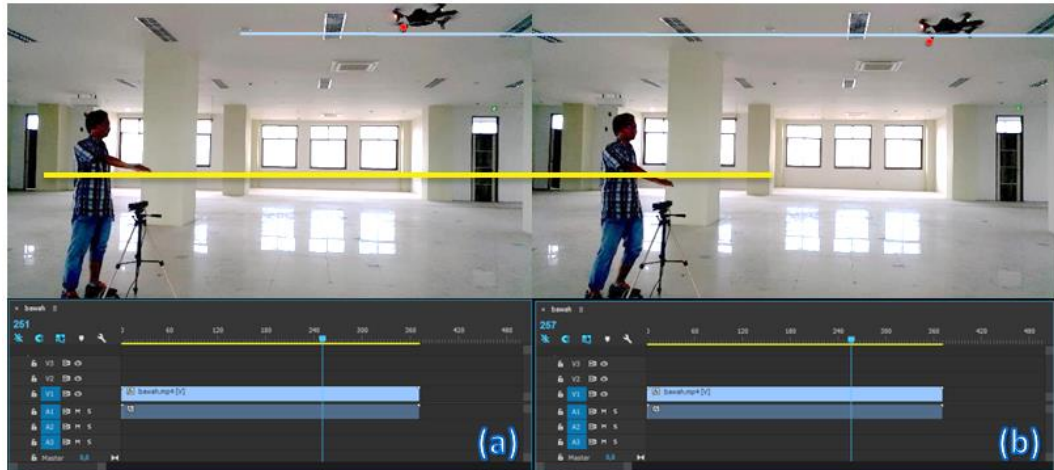 × bawah ≡
251
0 60 120 180 240 300 360 420 480
V3
V2
V1 bawah.mp4 [V]
A1 M S
A2 M S
A3 M S
Master 0,0
(a)
× bawah ≡
257
0 60 120 180 240 300 360 420 480
V3
V2
V1 bawah.mp4 [V]
A1 M S
A2 M S
A3 M S
Master 0,0
(b)